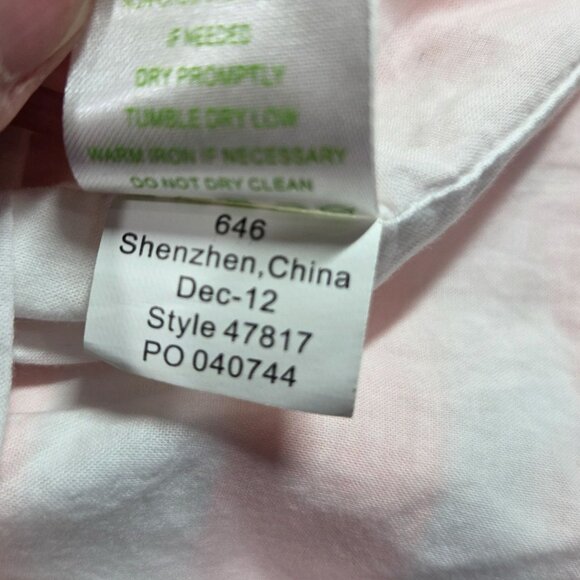 IF NEEDED
DRY PROMPTLY
TUMBLE DRY LOW
WARM IRON IF NECESSARY
DO NOT DRY CLEAN
646
Shenzhen,China
Dec-12
Style 47817
PO 040744